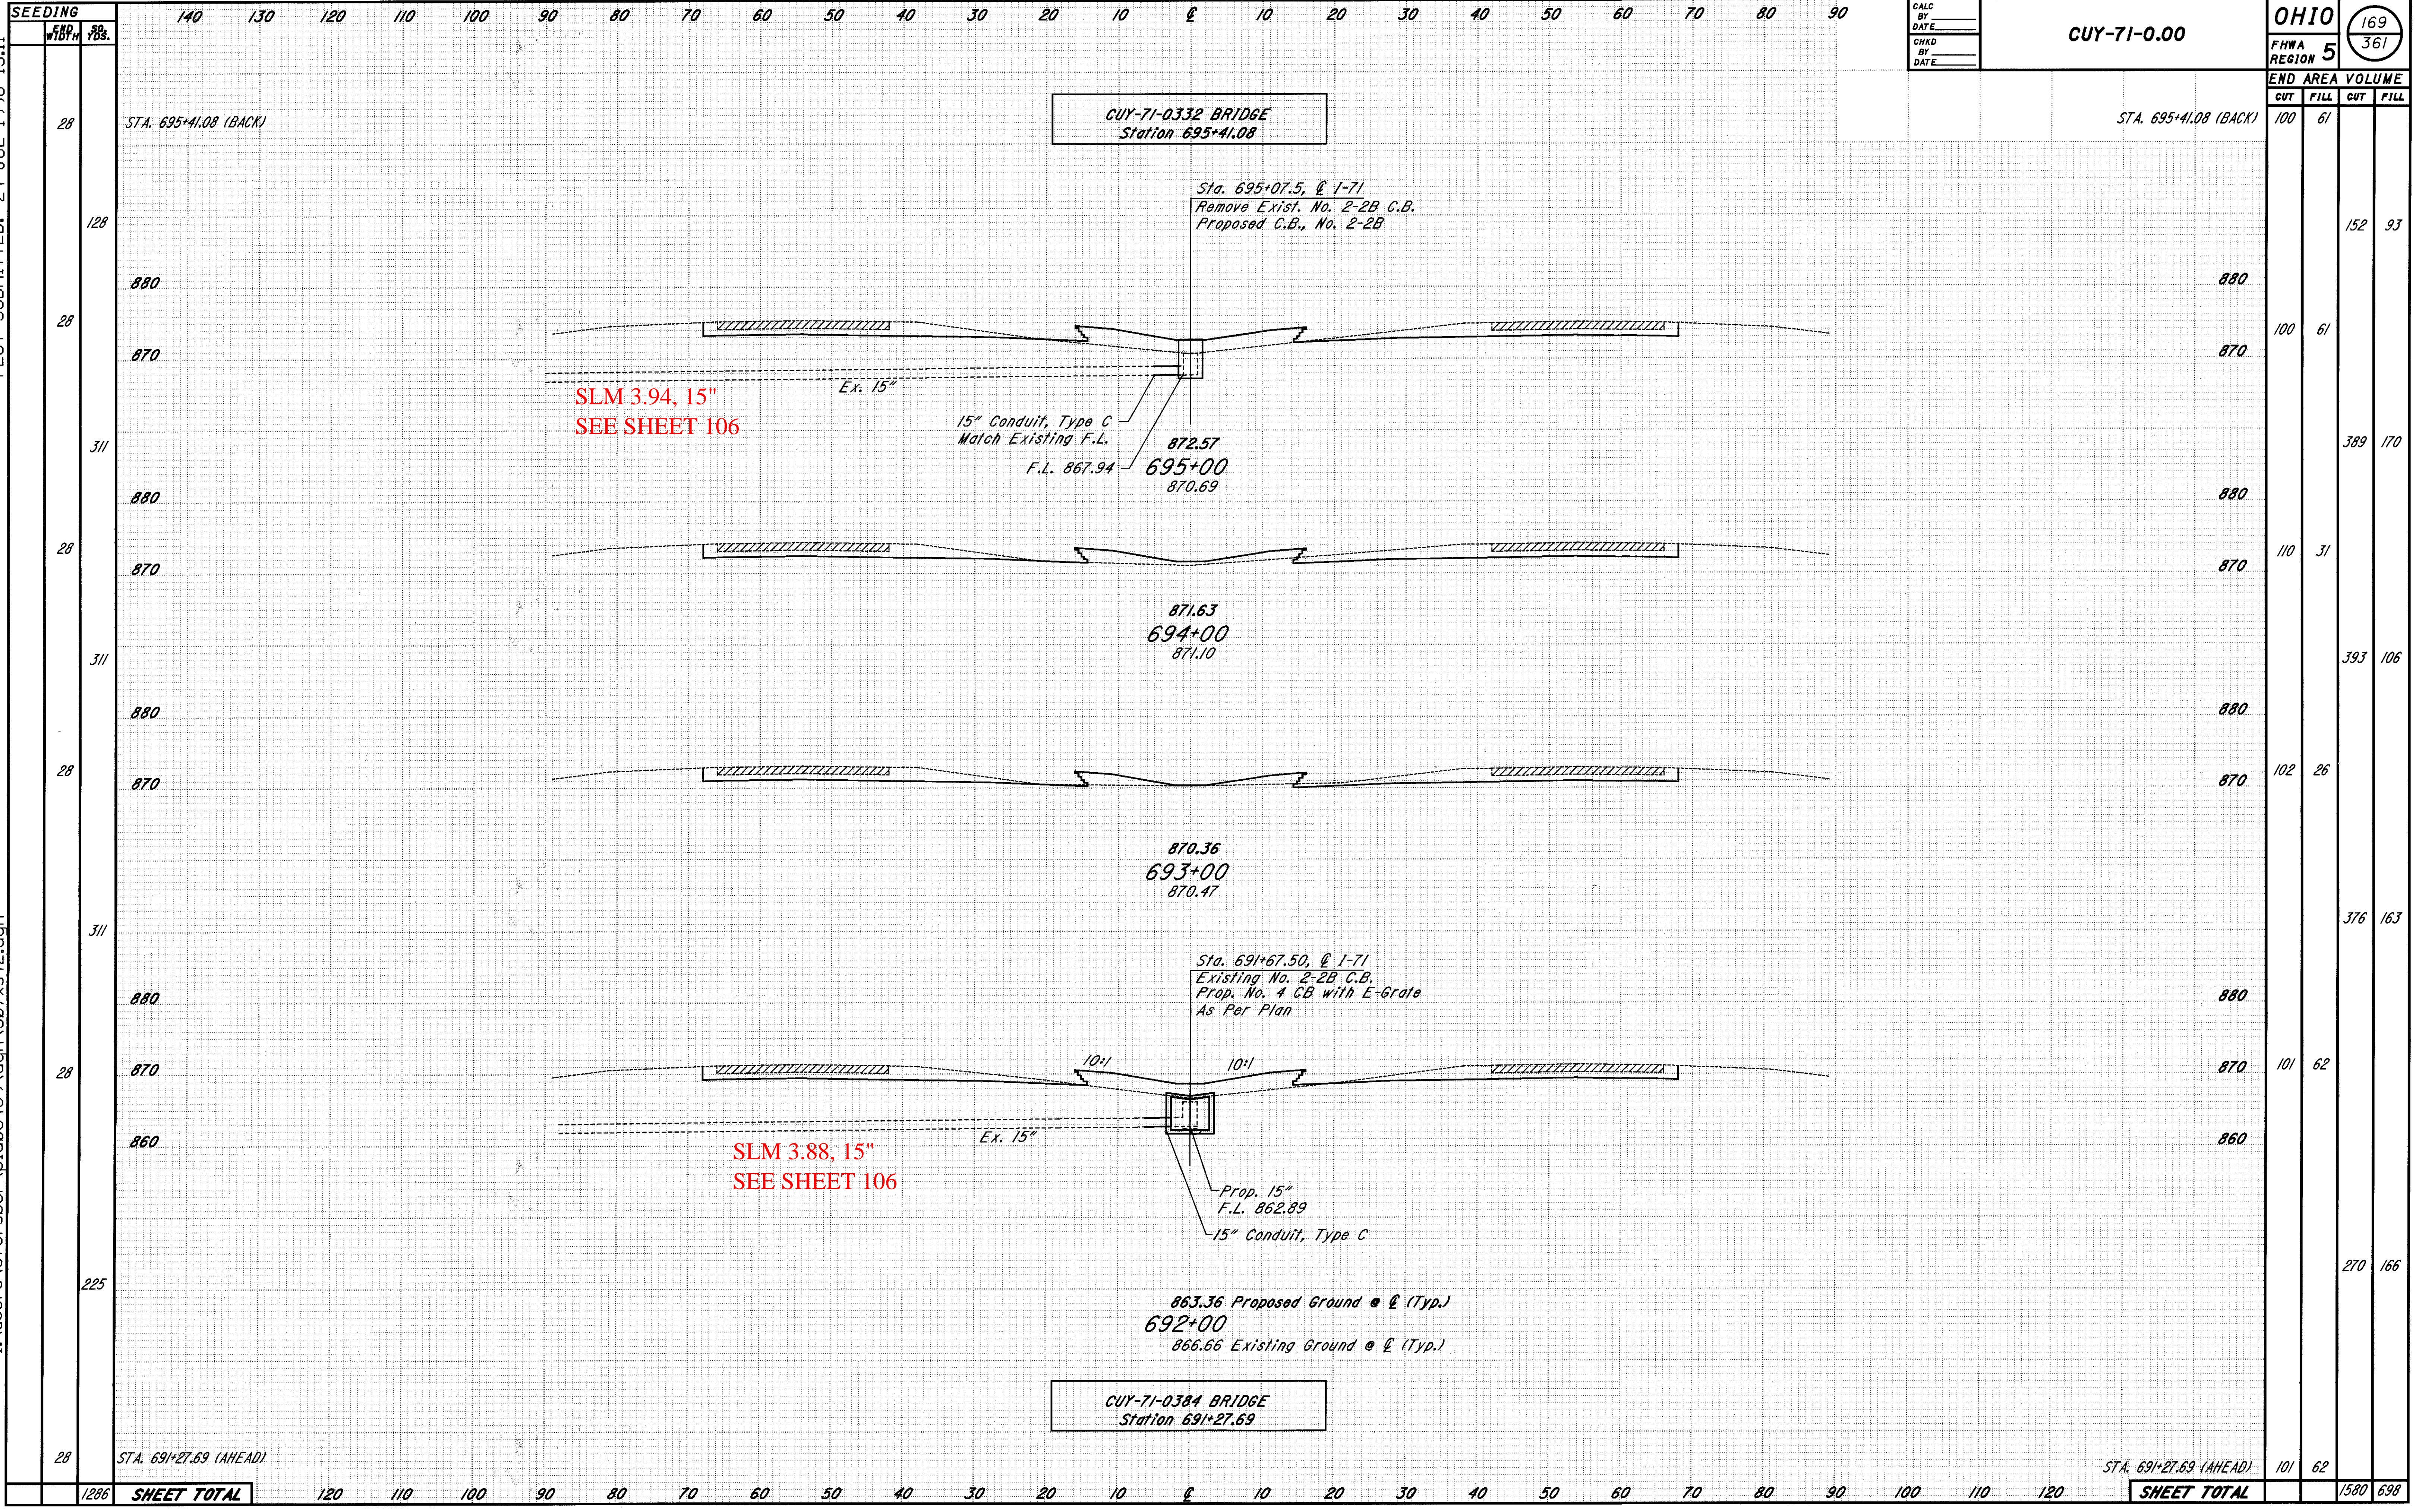 SEEDING
END WIDTH
SQ. YDS.
140 130 120 110 100 90 80 70 60 50 40 30 20 10 ℄ 10 20 30 40 50 60 70 80 90
CALC
BY
DATE
CHKD
BY
DATE
CUY-71-0.00
OHIO
FHWA
REGION 5
169
361
END AREA VOLUME
CUT FILL CUT FILL
28
STA. 695+41.08 (BACK)
CUY-71-0332 BRIDGE
Station 695+41.08
STA. 695+41.08 (BACK)
100 61
Sta. 695+07.5, ℄ I-71
Remove Exist. No. 2-2B C.B.
Proposed C.B., No. 2-2B
128
152 93
880
880
28
100 61
870
870
Ex. 15"
SLM 3.94, 15"
SEE SHEET 106
15" Conduit, Type C
Match Existing F.L.
F.L. 867.94
872.57
695+00
870.69
311
389 170
880
880
28
110 31
870
870
871.63
694+00
871.10
311
393 106
880
880
28
102 26
870
870
870.36
693+00
870.47
311
376 163
Sta. 691+67.50, ℄ I-71
Existing No. 2-2B C.B.
Prop. No. 4 CB with E-Grate
As Per Plan
880
880
10:1
10:1
28
870
870
101 62
860
860
Ex. 15"
SLM 3.88, 15"
SEE SHEET 106
Prop. 15"
F.L. 862.89
15" Conduit, Type C
225
270 166
863.36 Proposed Ground @ ℄ (Typ.)
692+00
866.66 Existing Ground @ ℄ (Typ.)
CUY-71-0384 BRIDGE
Station 691+27.69
28
STA. 691+27.69 (AHEAD)
STA. 691+27.69 (AHEAD)
101 62
1286
SHEET TOTAL
120 110 100 90 80 70 60 50 40 30 20 10 ℄ 10 20 30 40 50 60 70 80 90 100 110 120
SHEET TOTAL
1580 698